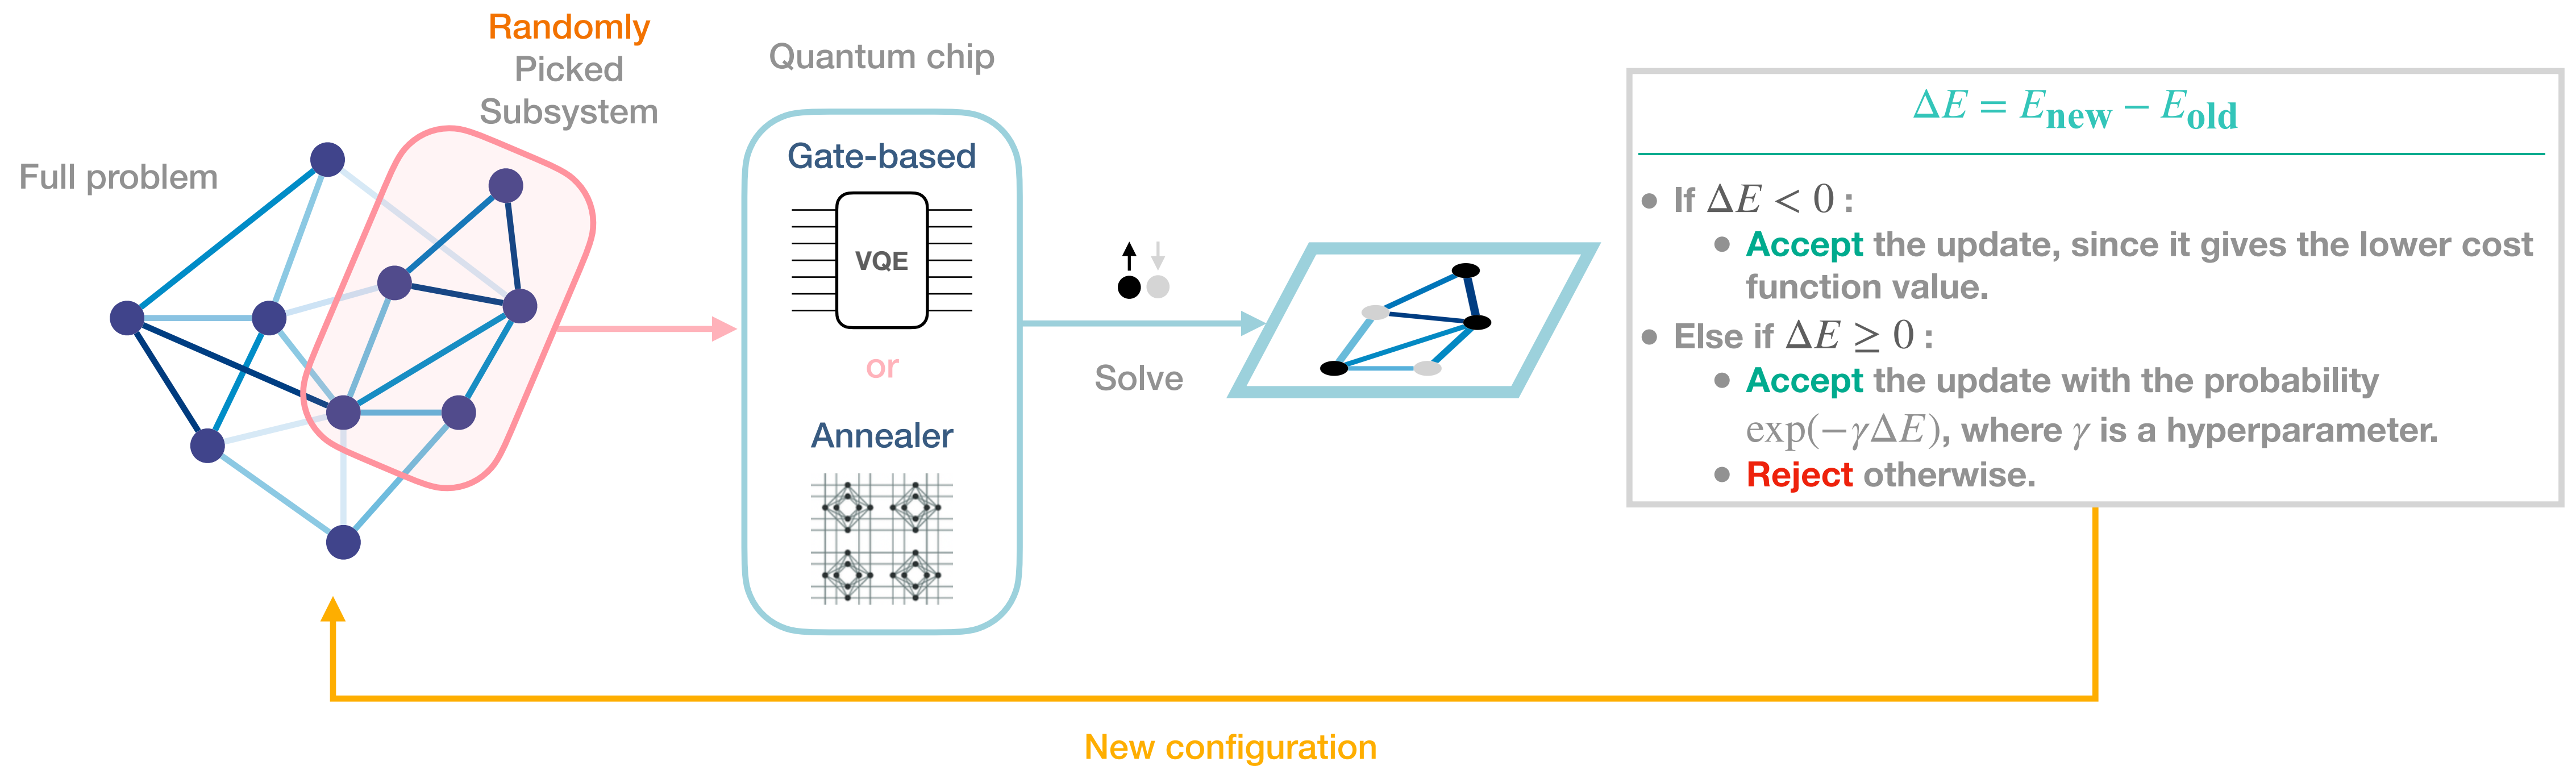 Randomly
Picked
Subsystem
Full problem
Quantum chip
Gate-based
VQE
or
Annealer
Solve
ΔE = E_new − E_old
• If ΔE < 0 :
• Accept the update, since it gives the lower cost
function value.
• Else if ΔE ≥ 0 :
• Accept the update with the probability
exp(−γΔE), where γ is a hyperparameter.
• Reject otherwise.
New configuration